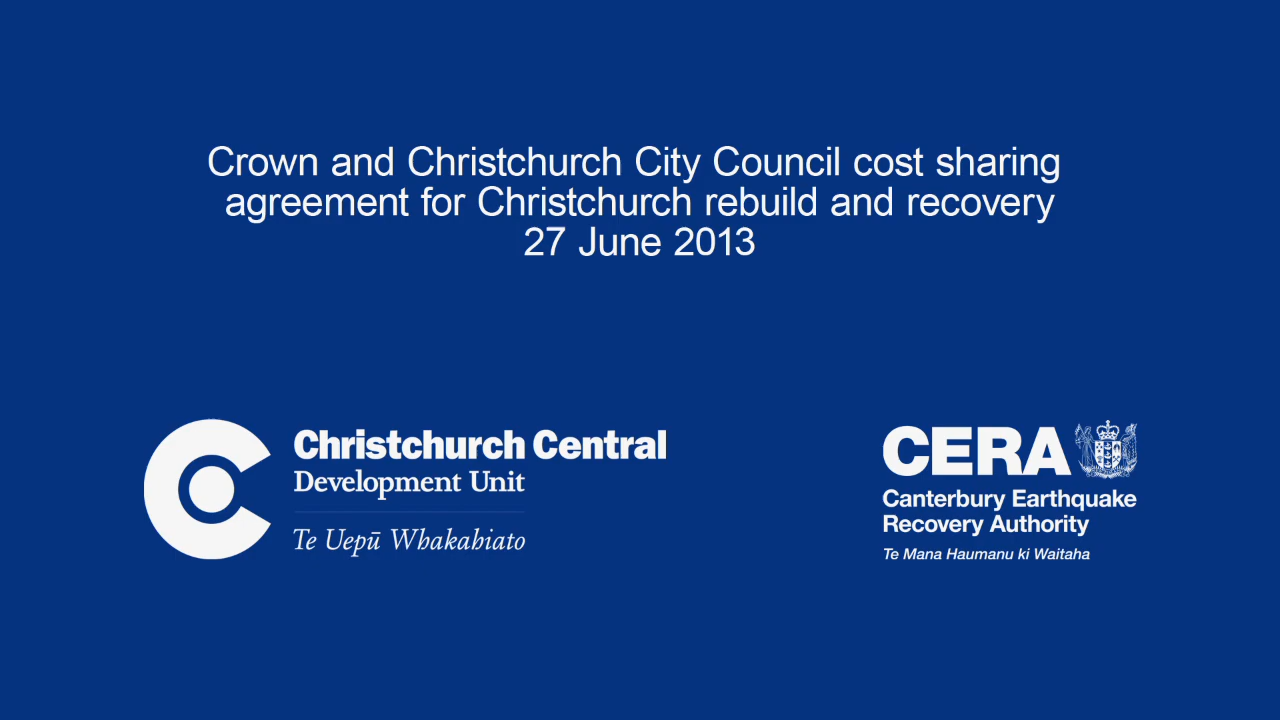 Crown and Christchurch City Council cost sharing
agreement for Christchurch rebuild and recovery
27 June 2013
Christchurch Central
Development Unit
Te Uepū Whakahiato
CERA
Canterbury Earthquake
Recovery Authority
Te Mana Haumanu ki Waitaha